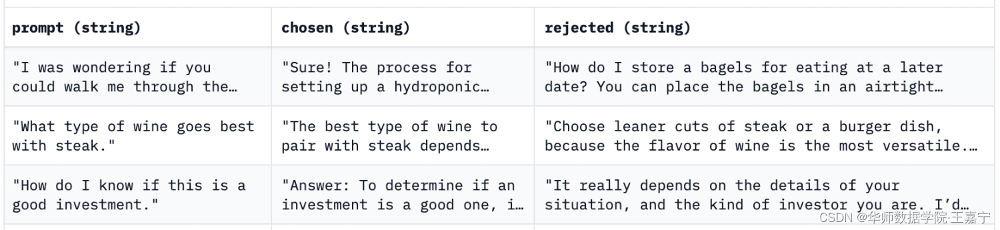 prompt (string) chosen (string) rejected (string)
"I was wondering if you "Sure! The process for "How do I store a bagels for eating at a later
could walk me through the… setting up a hydroponic… date? You can place the bagels in an airtight…
"What type of wine goes best "The best type of wine to "Choose leaner cuts of steak or a burger dish,
with steak." pair with steak depends… because the flavor of wine is the most versatile.…
"How do I know if this is a "Answer: To determine if an "It really depends on the details of your
good investment." investment is a good one, i… situation, and the kind of investor you are. I’d…
CSDN @华师数据学院·王嘉宁